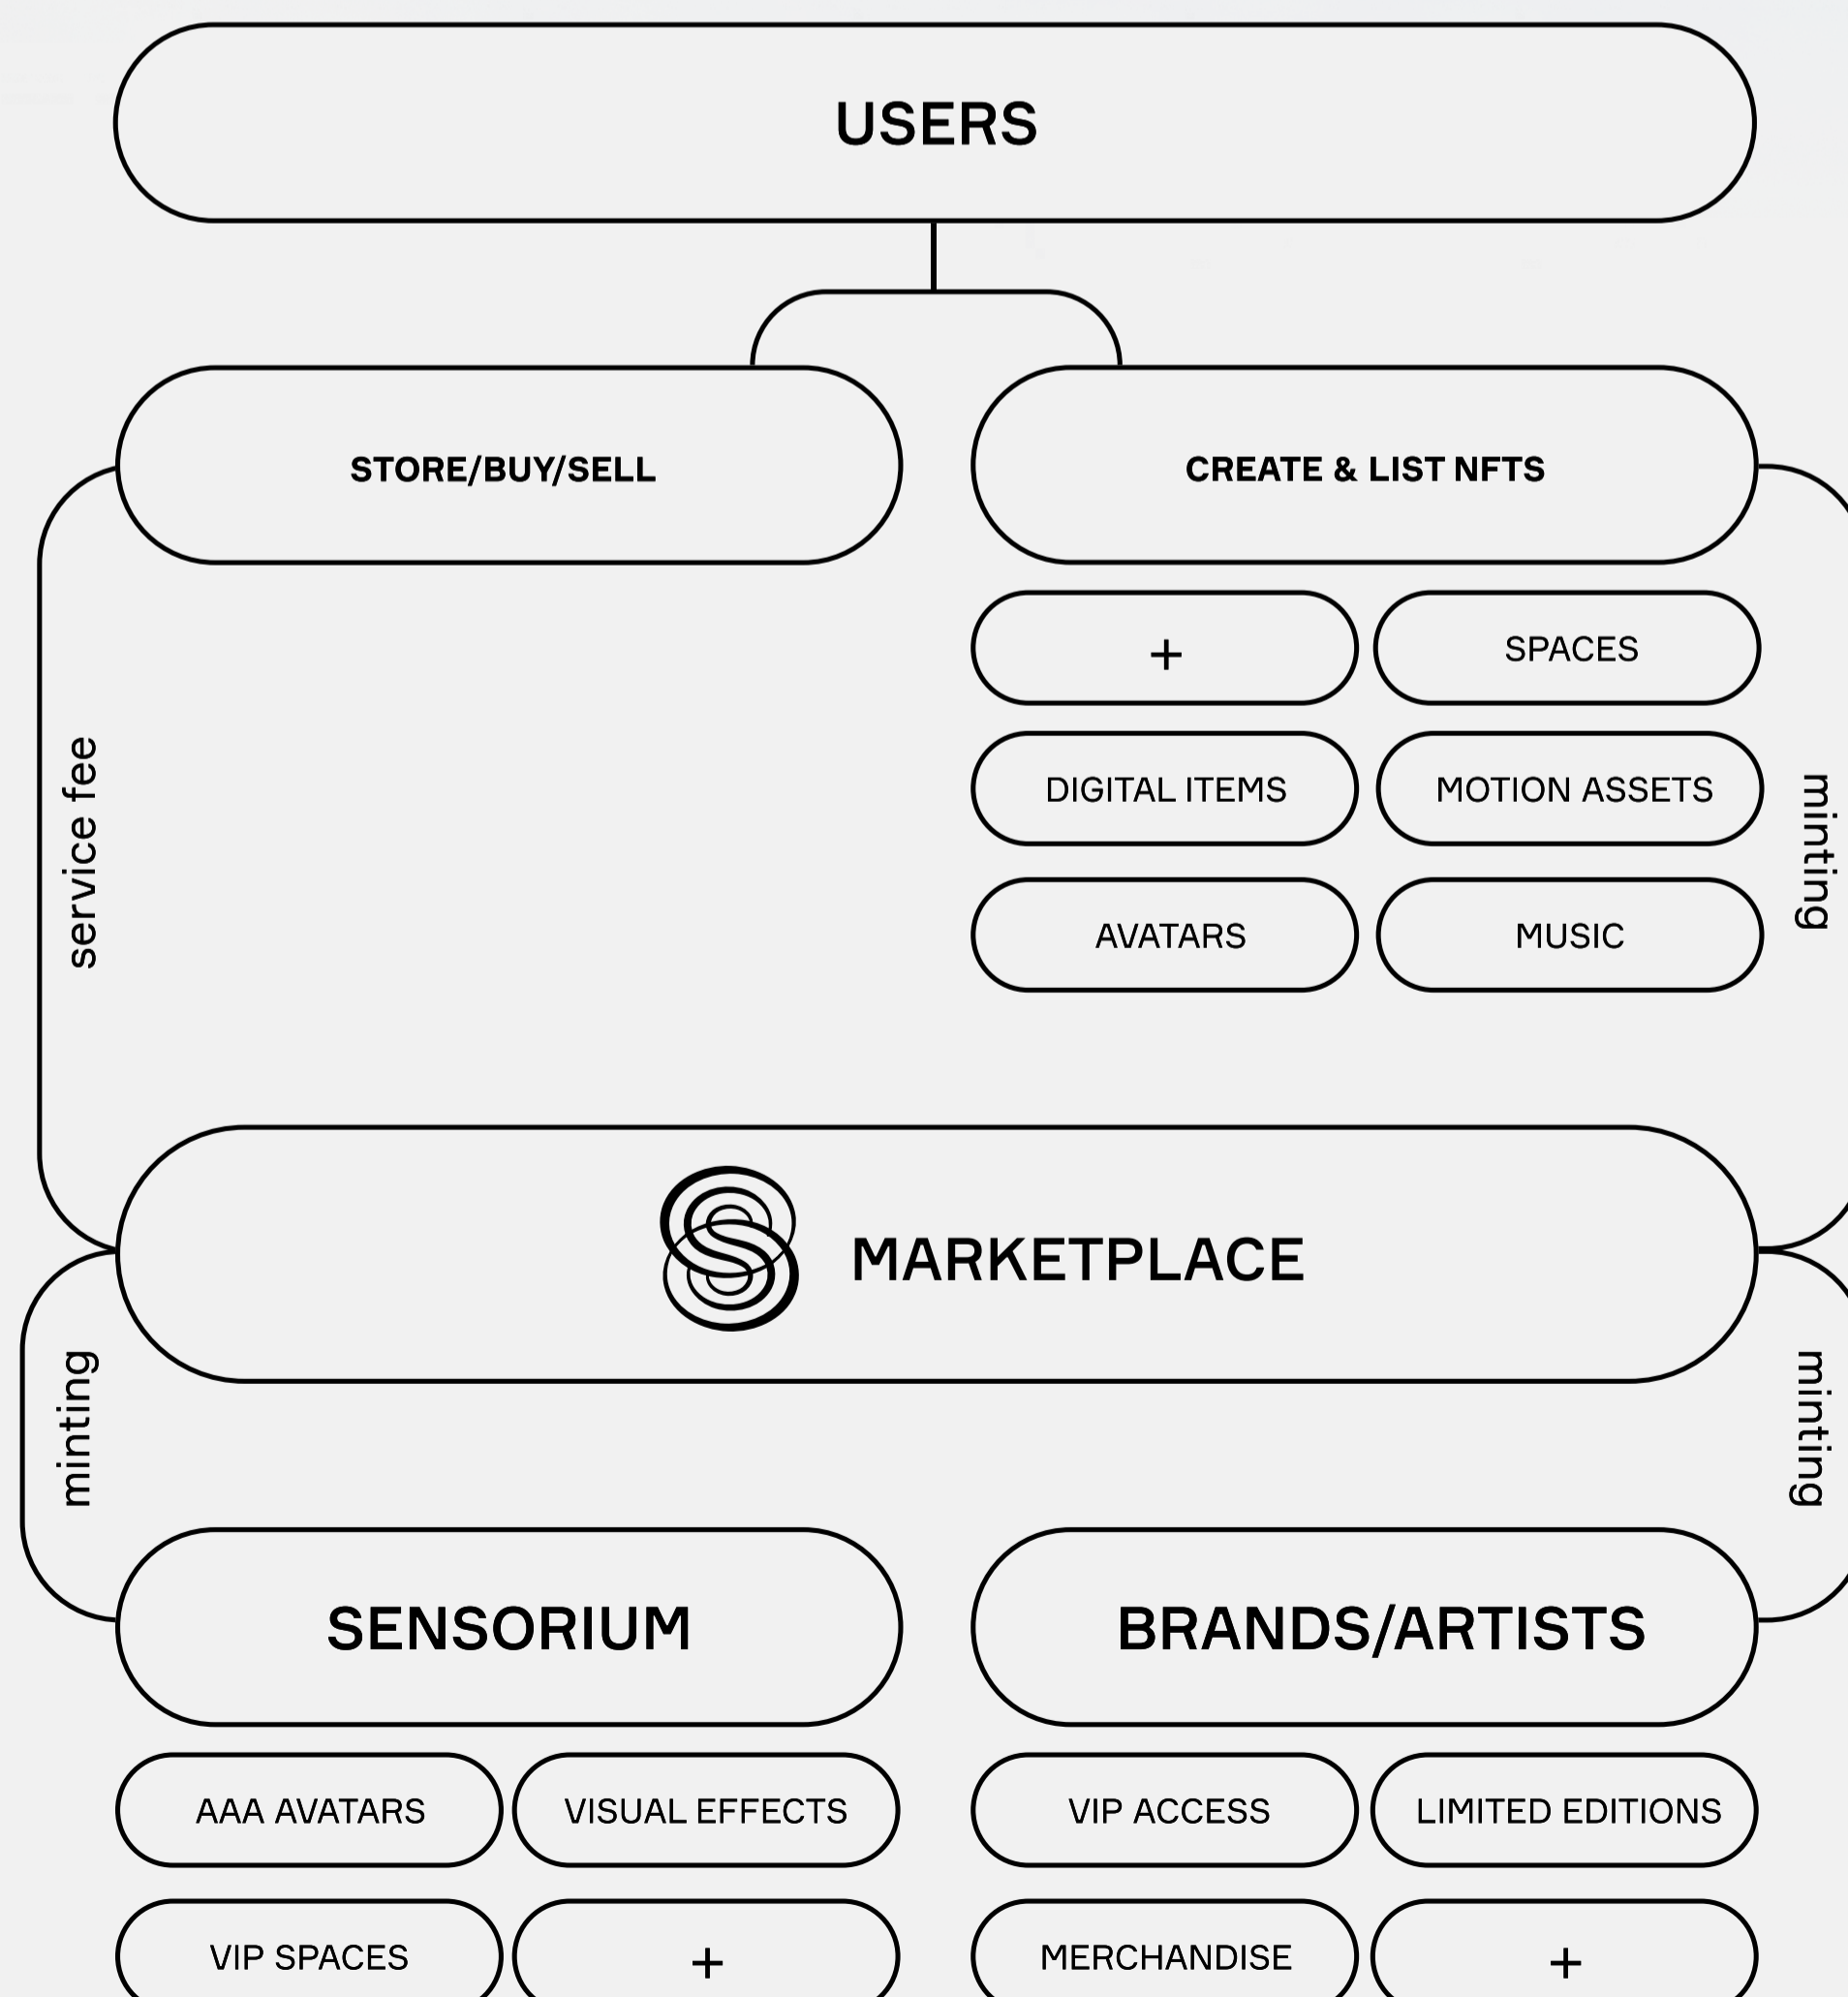 USERS
STORE/BUY/SELL
CREATE & LIST NFTS
+
SPACES
DIGITAL ITEMS
MOTION ASSETS
AVATARS
MUSIC
service fee
minting
MARKETPLACE
minting
minting
SENSORIUM
BRANDS/ARTISTS
AAA AVATARS
VISUAL EFFECTS
VIP ACCESS
LIMITED EDITIONS
VIP SPACES
+
MERCHANDISE
+